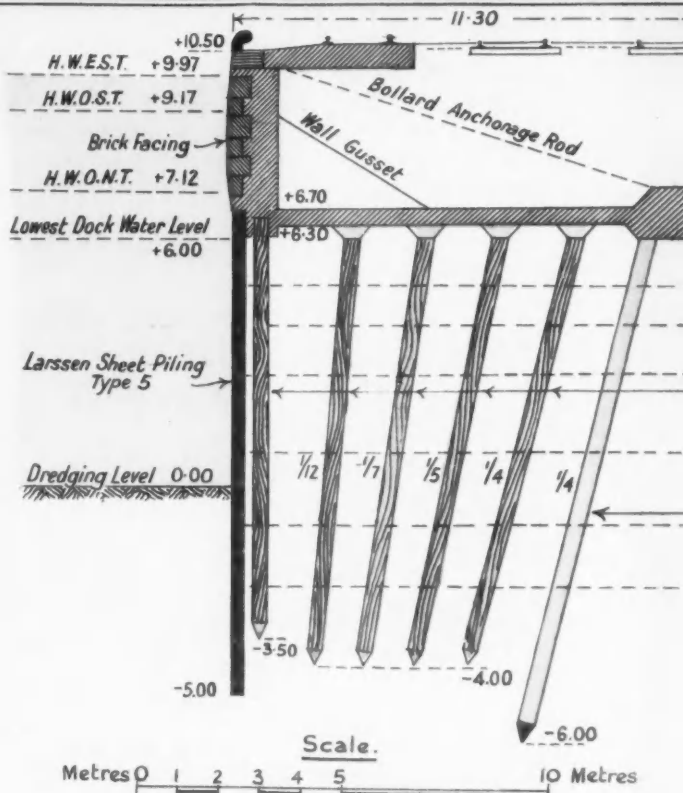 11·30
+10.50
H.W.E.S.T. +9·97
H.W.O.S.T. +9.17
Brick Facing
H.W.O.N.T. +7.12
Bollard Anchorage Rod
Wall Gusset
+6.70
Lowest Dock Water Level
+6.00
+6.30
Larssen Sheet Piling
Type 5
Dredging Level 0·00
1/12
1/7
1/5
1/4
1/4
-3.50
-4.00
-5.00
-6.00
Scale.
Metres 0 1 2 3 4 5 10 Metres